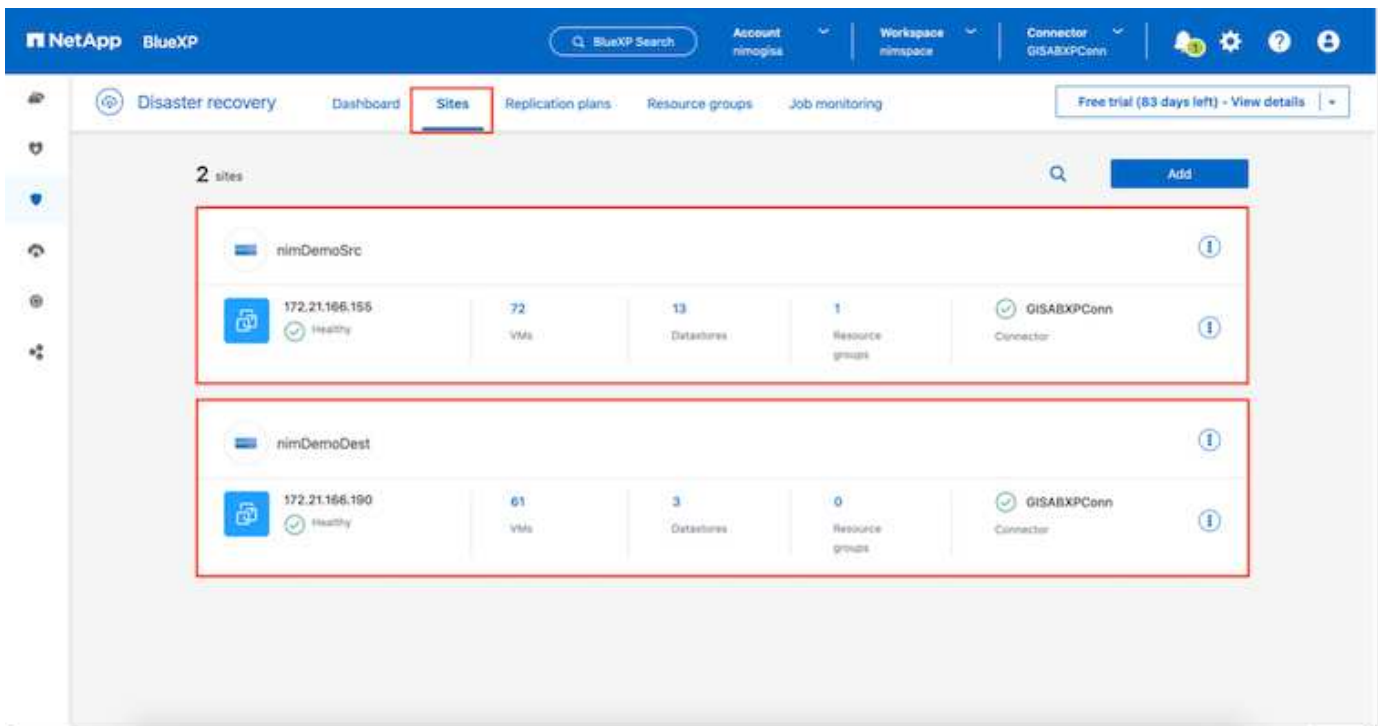 NetApp BlueXP
BlueXP Search
Account
nimogisa
Workspace
nimspace
Connector
GISABXPConn
1
Disaster recovery
Dashboard
Sites
Replication plans
Resource groups
Job monitoring
Free trial (83 days left) - View details
2 sites
Add
nimDemoSrc
172.21.166.155
Healthy
72
VMs
13
Datastores
1
Resource
groups
GISABXPConn
Connector
nimDemoDest
172.21.166.190
Healthy
61
VMs
3
Datastores
0
Resource
groups
GISABXPConn
Connector